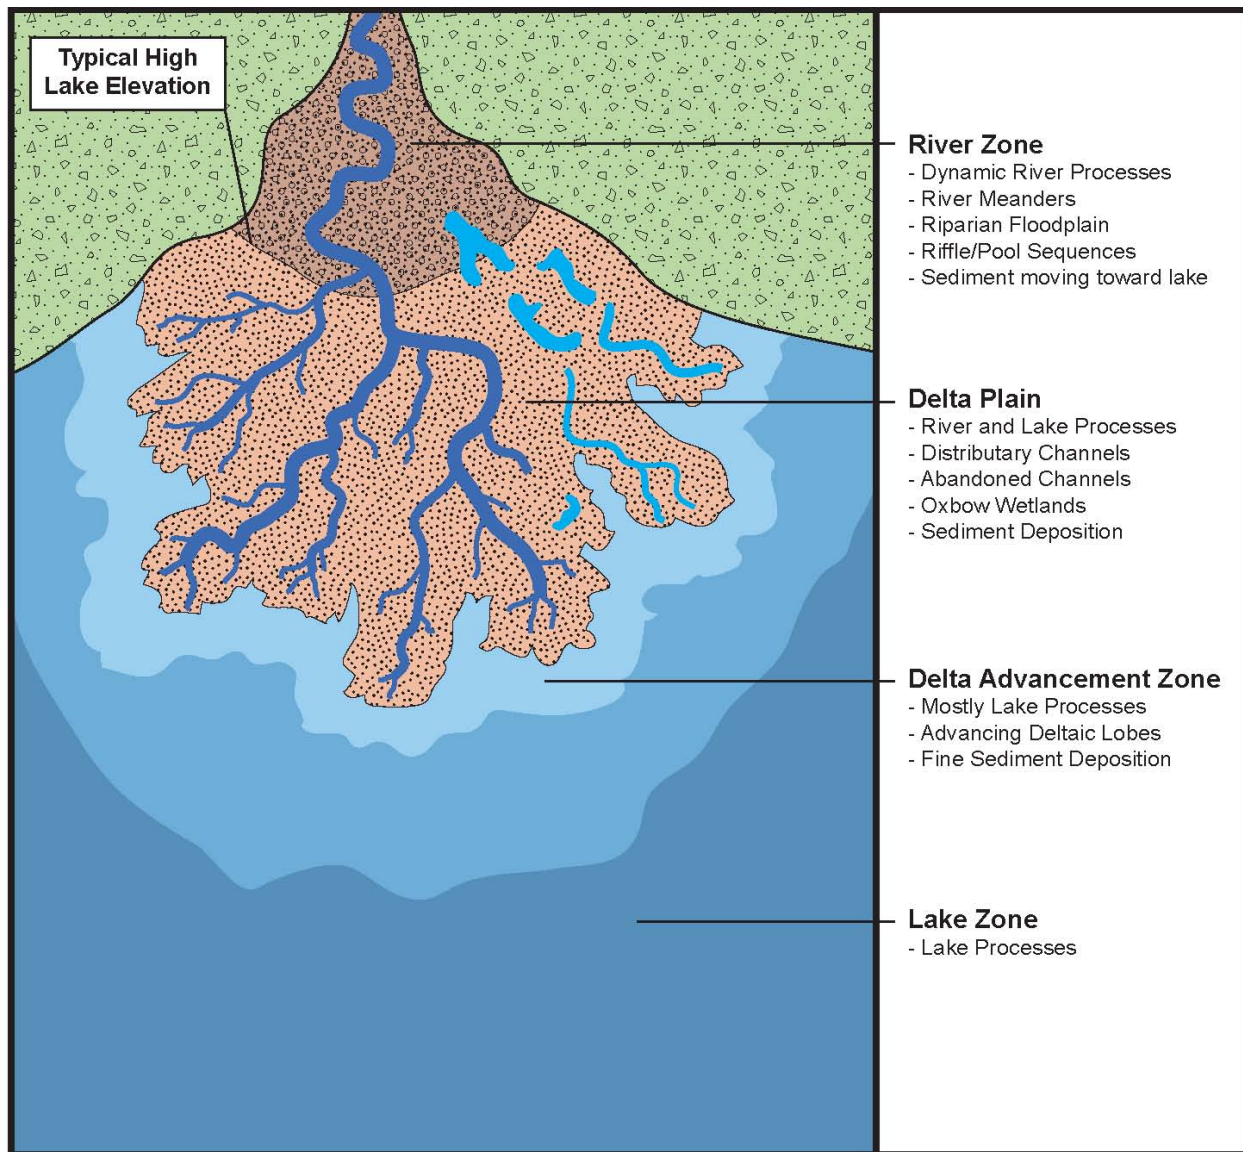 Typical High
Lake Elevation
River Zone
- Dynamic River Processes
- River Meanders
- Riparian Floodplain
- Riffle/Pool Sequences
- Sediment moving toward lake
Delta Plain
- River and Lake Processes
- Distributary Channels
- Abandoned Channels
- Oxbow Wetlands
- Sediment Deposition
Delta Advancement Zone
- Mostly Lake Processes
- Advancing Deltaic Lobes
- Fine Sediment Deposition
Lake Zone
- Lake Processes